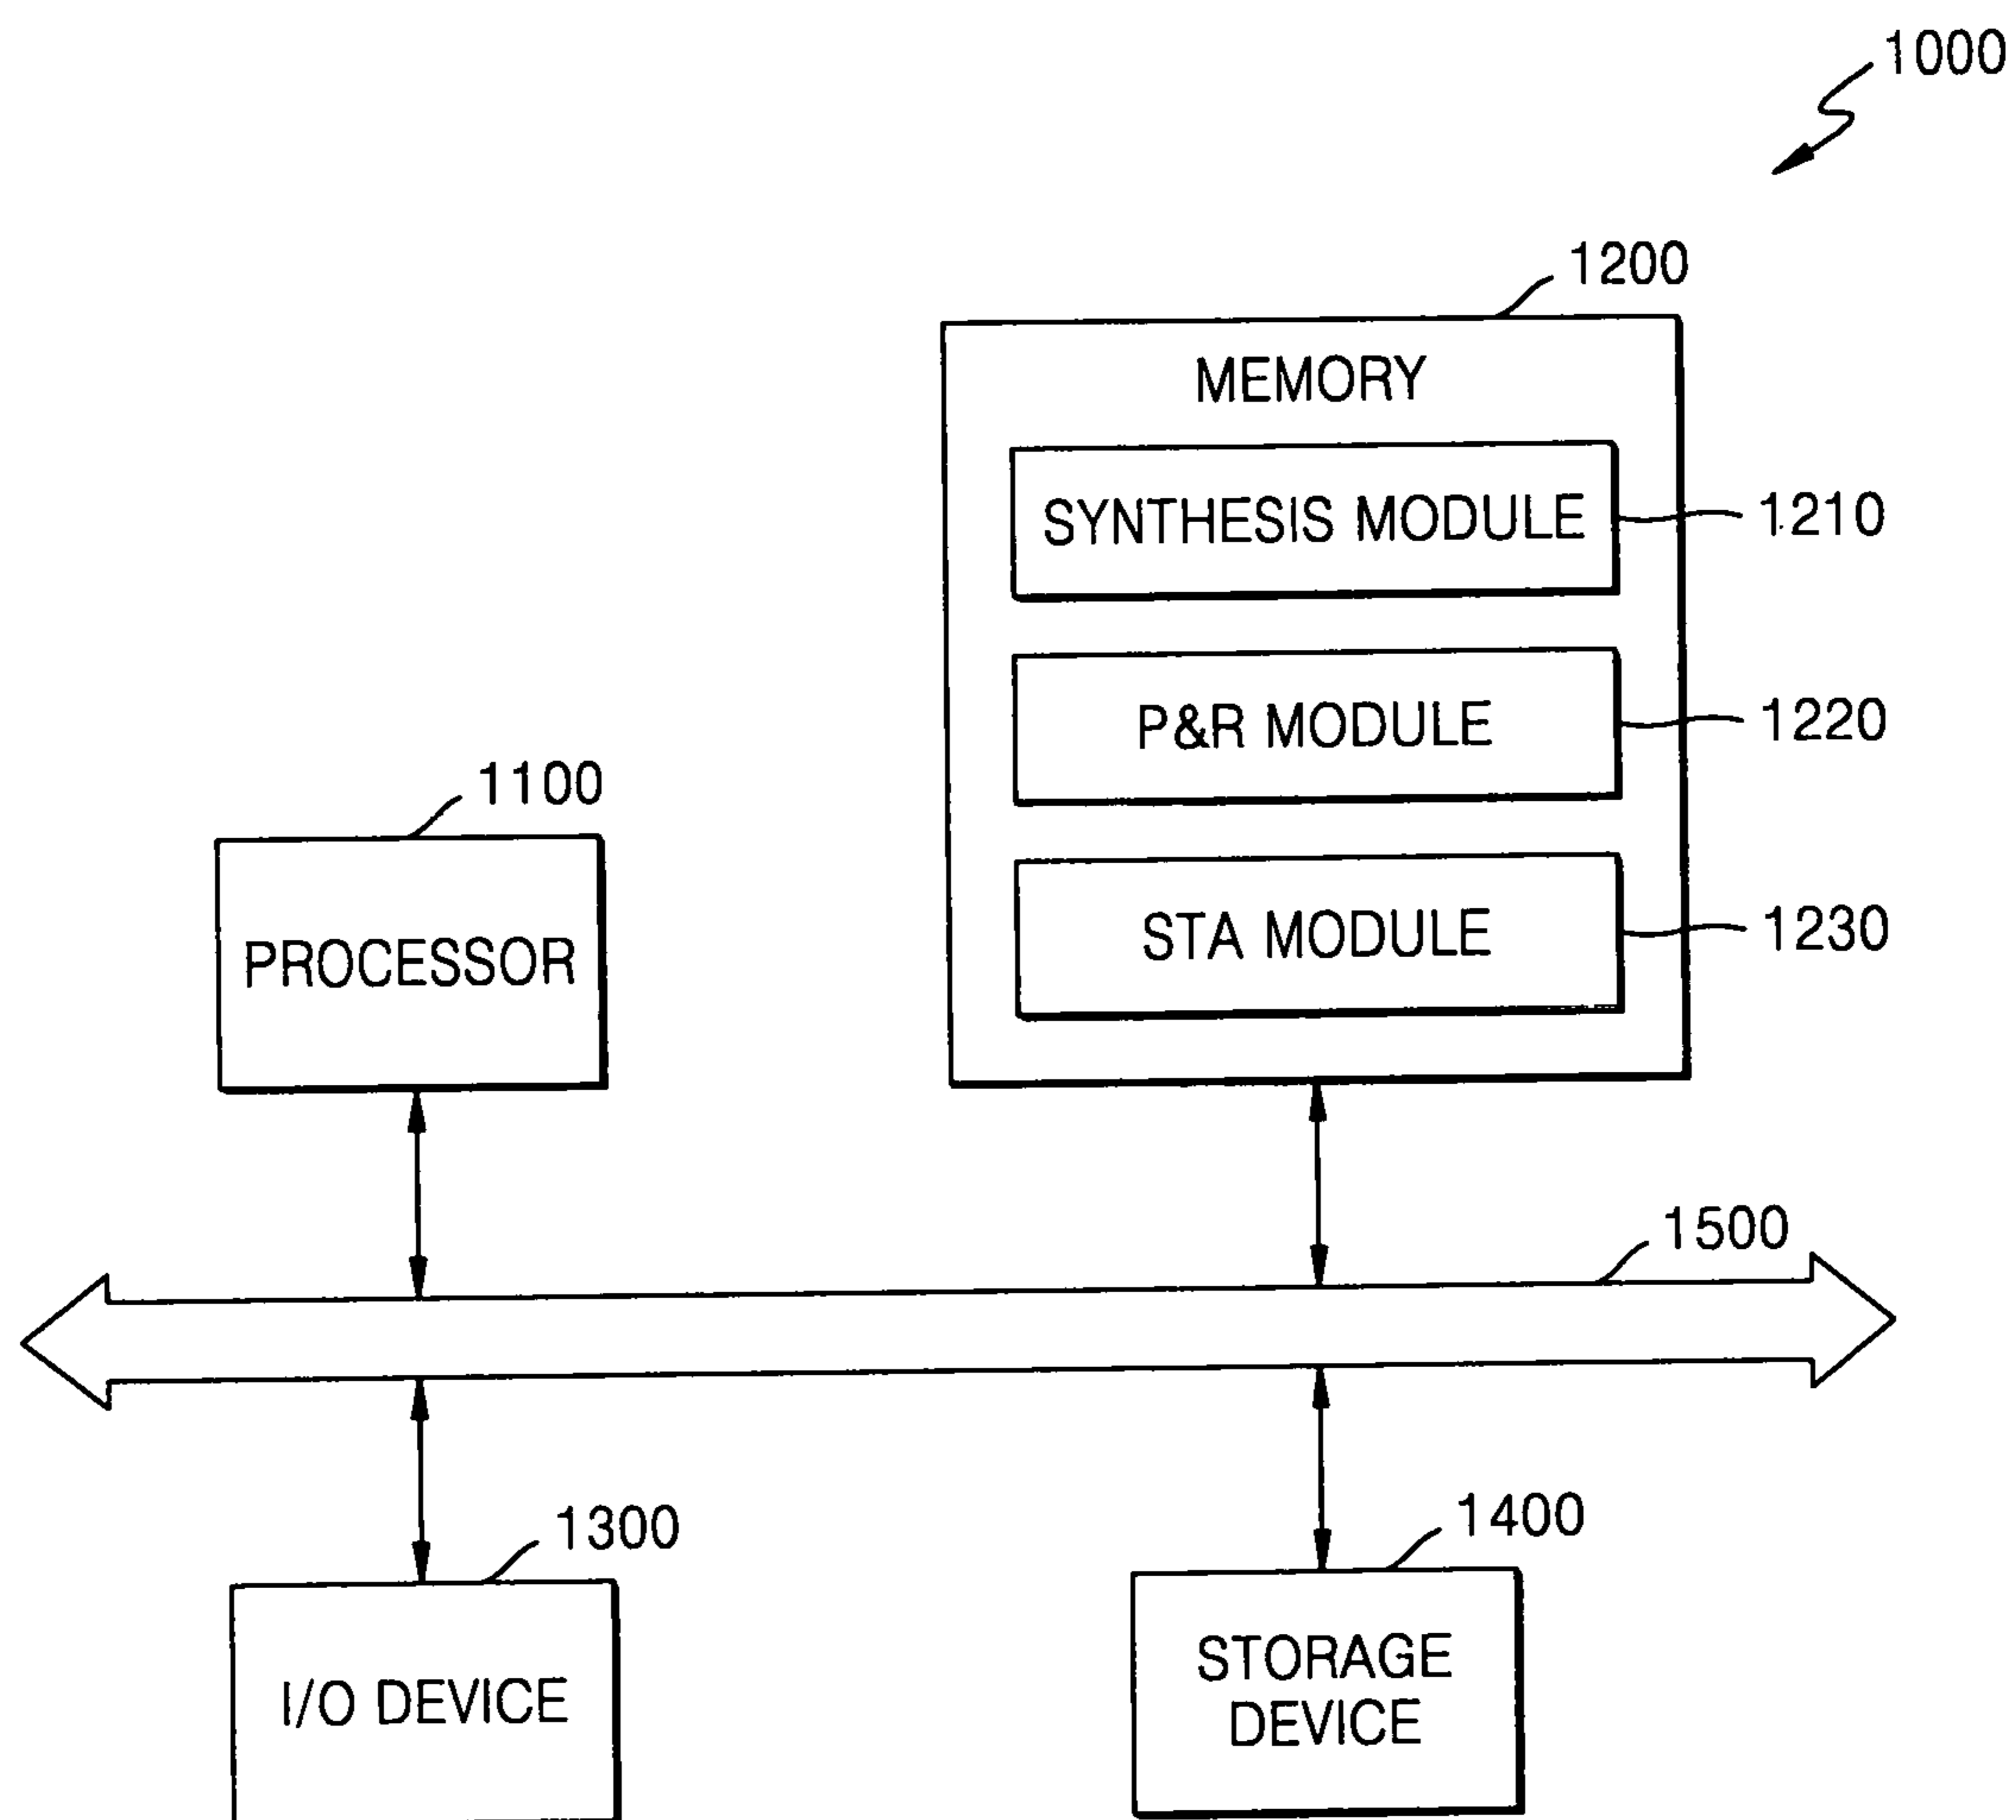 1000
1200
MEMORY
SYNTHESIS MODULE
1210
P&R MODULE
1220
1100
STA MODULE
1230
PROCESSOR
1500
1300
1400
I/O DEVICE
STORAGE
DEVICE